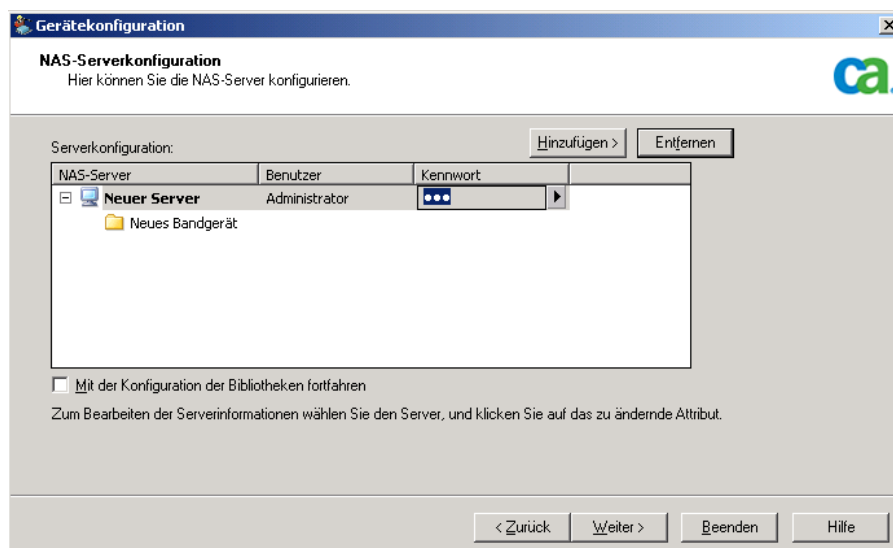 Gerätekonfiguration
NAS-Serverkonfiguration
Hier können Sie die NAS-Server konfigurieren.
ca.
Serverkonfiguration:
Hinzufügen >
Entfernen
NAS-Server Benutzer Kennwort
Neuer Server Administrator •••
Neues Bandgerät
Mit der Konfiguration der Bibliotheken fortfahren
Zum Bearbeiten der Serverinformationen wählen Sie den Server, und klicken Sie auf das zu ändernde Attribut.
< Zurück Weiter > Beenden Hilfe